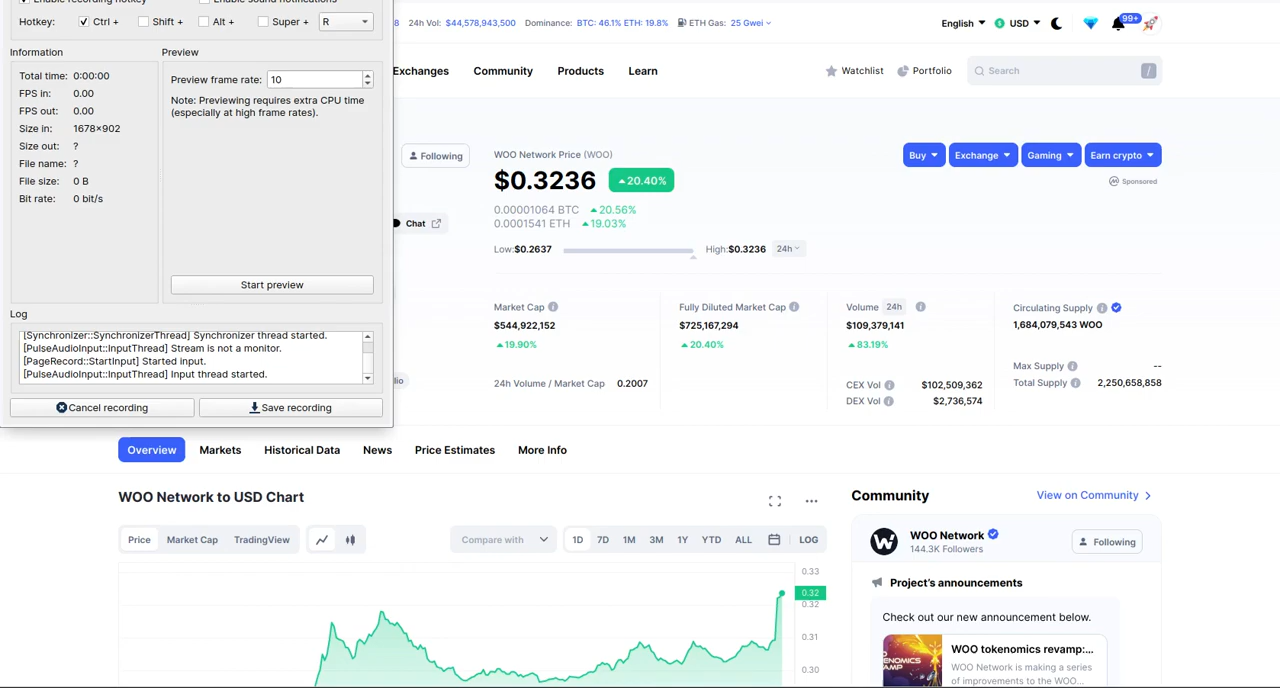 Enable recording hotkey
Enable sound notifications
Hotkey:
Ctrl +
Shift +
Alt +
Super +
R
Information
Total time: 0:00:00
FPS in: 0.00
FPS out: 0.00
Size in: 1678×902
Size out: ?
File name: ?
File size: 0 B
Bit rate: 0 bit/s
Preview
Preview frame rate: 10
Note: Previewing requires extra CPU time
(especially at high frame rates).
Start preview
Log
[Synchronizer::SynchronizerThread] Synchronizer thread started.
[PulseAudioInput::InputThread] Stream is not a monitor.
[PageRecord::StartInput] Started input.
[PulseAudioInput::InputThread] Input thread started.
Cancel recording
Save recording
8 24h Vol: $44,578,943,500 Dominance: BTC: 46.1% ETH: 19.8% ETH Gas: 25 Gwei
English
USD
99+
Exchanges
Community
Products
Learn
Watchlist
Portfolio
Search
/
Following
WOO Network Price (WOO)
$0.3236
20.40%
0.00001064 BTC 20.56%
0.0001541 ETH 19.03%
Low:$0.2637
High:$0.3236
24h
Buy
Exchange
Gaming
Earn crypto
Sponsored
Chat
lio
Market Cap
$544,922,152
19.90%
24h Volume / Market Cap 0.2007
Fully Diluted Market Cap
$725,167,294
20.40%
Volume 24h
$109,379,141
83.19%
CEX Vol $102,509,362
DEX Vol $2,736,574
Circulating Supply
1,684,079,543 WOO
Max Supply --
Total Supply 2,250,658,858
Overview
Markets
Historical Data
News
Price Estimates
More Info
WOO Network to USD Chart
Price
Market Cap
TradingView
Compare with
1D
7D
1M
3M
1Y
YTD
ALL
LOG
0.33
0.32
0.32
0.31
0.30
Community
View on Community
WOO Network
144.3K Followers
Following
Project's announcements
Check out our new announcement below.
WOO tokenomics revamp:...
WOO Network is making a series
of improvements to the WOO...